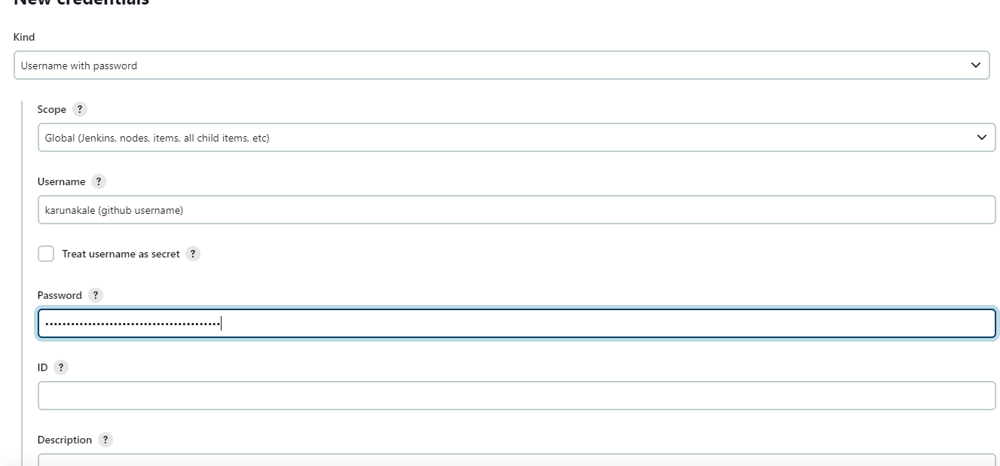 New credentials
Kind
Username with password
Scope ?
Global (Jenkins, nodes, items, all child items, etc)
Username ?
karunakale (github username)
Treat username as secret ?
Password ?
•••••••••••••••••••••••••••••••••••••••••
ID ?
Description ?